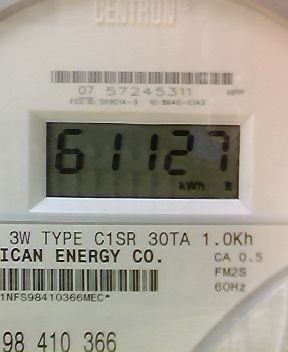 CENTRON®
07 57245311 NPP
61127
kWh
3W TYPE C1SR 30TA 1.0Kh
ICAN ENERGY CO. CA 0.5
FM2S
60Hz
1NFS98410366MEC*
98 410 366